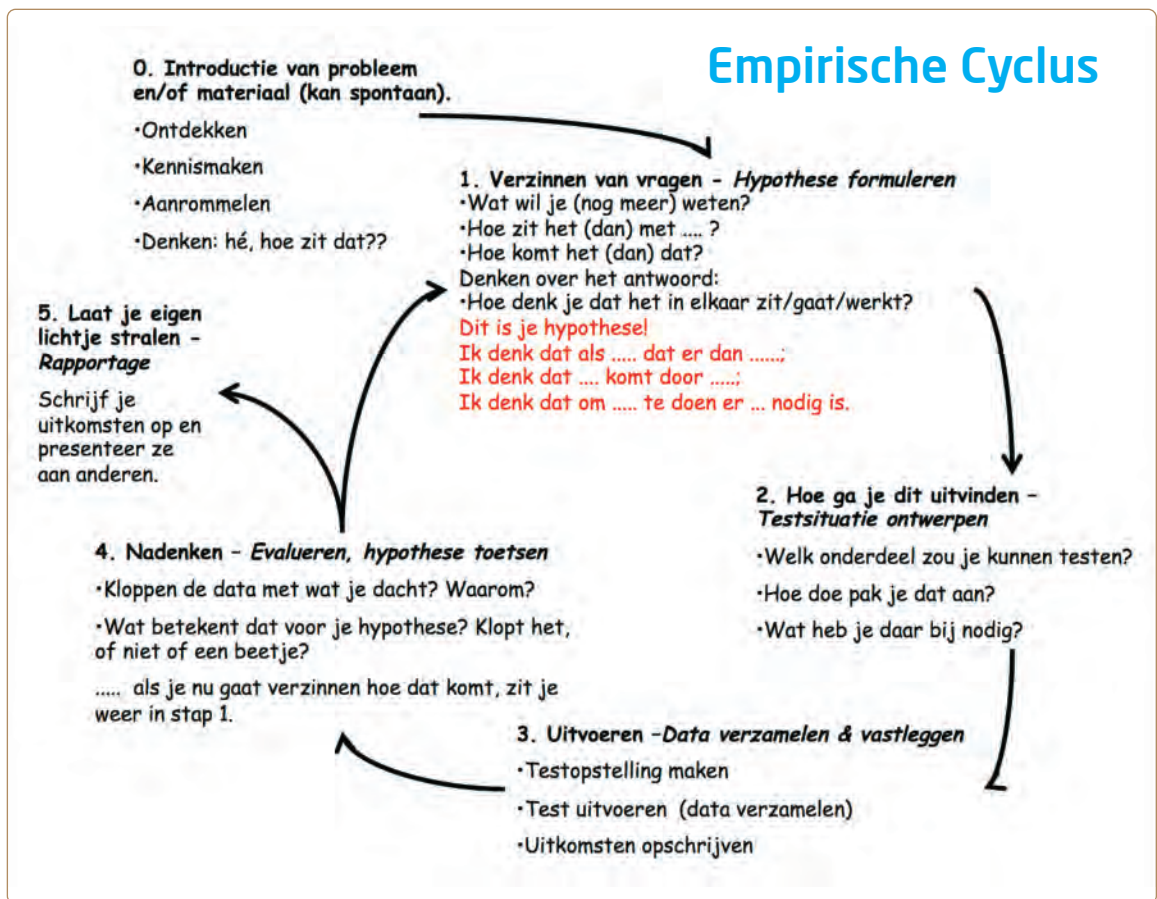 Empirische Cyclus
0. Introductie van probleem
en/of materiaal (kan spontaan).
•Ontdekken
•Kennismaken
•Aanrommelen
•Denken: hé, hoe zit dat??
1. Verzinnen van vragen - Hypothese formuleren
•Wat wil je (nog meer) weten?
•Hoe zit het (dan) met .... ?
•Hoe komt het (dan) dat?
Denken over het antwoord:
•Hoe denk je dat het in elkaar zit/gaat/werkt?
Dit is je hypothese!
Ik denk dat als ..... dat er dan ......;
Ik denk dat .... komt door .....;
Ik denk dat om ..... te doen er ... nodig is.
2. Hoe ga je dit uitvinden -
Testsituatie ontwerpen
•Welk onderdeel zou je kunnen testen?
•Hoe doe pak je dat aan?
•Wat heb je daar bij nodig?
3. Uitvoeren -Data verzamelen & vastleggen
•Testopstelling maken
•Test uitvoeren (data verzamelen)
•Uitkomsten opschrijven
4. Nadenken - Evalueren, hypothese toetsen
•Kloppen de data met wat je dacht? Waarom?
•Wat betekent dat voor je hypothese? Klopt het,
of niet of een beetje?
..... als je nu gaat verzinnen hoe dat komt, zit je
weer in stap 1.
5. Laat je eigen
lichtje stralen -
Rapportage
Schrijf je
uitkomsten op en
presenteer ze
aan anderen.